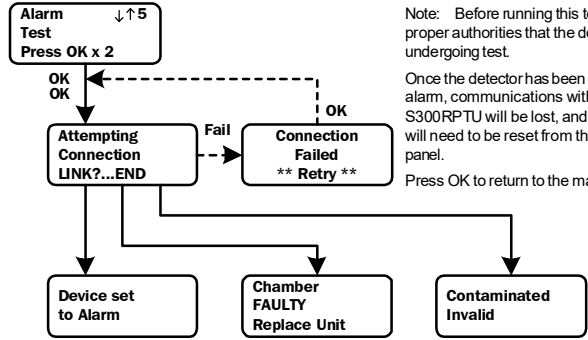 Alarm ↓↑5
Test
Press OK x 2
OK
OK
Attempting
Connection
LINK?...END
Fail
OK
Connection
Failed
** Retry **
Note: Before running this
proper authorities that the
undergoing test.
Once the detector has been
alarm, communications
S300RPTU will be lost, and
will need to be reset from
panel.
Press OK to return to the
Device set
to Alarm
Chamber
FAULTY
Replace Unit
Contaminated
Invalid